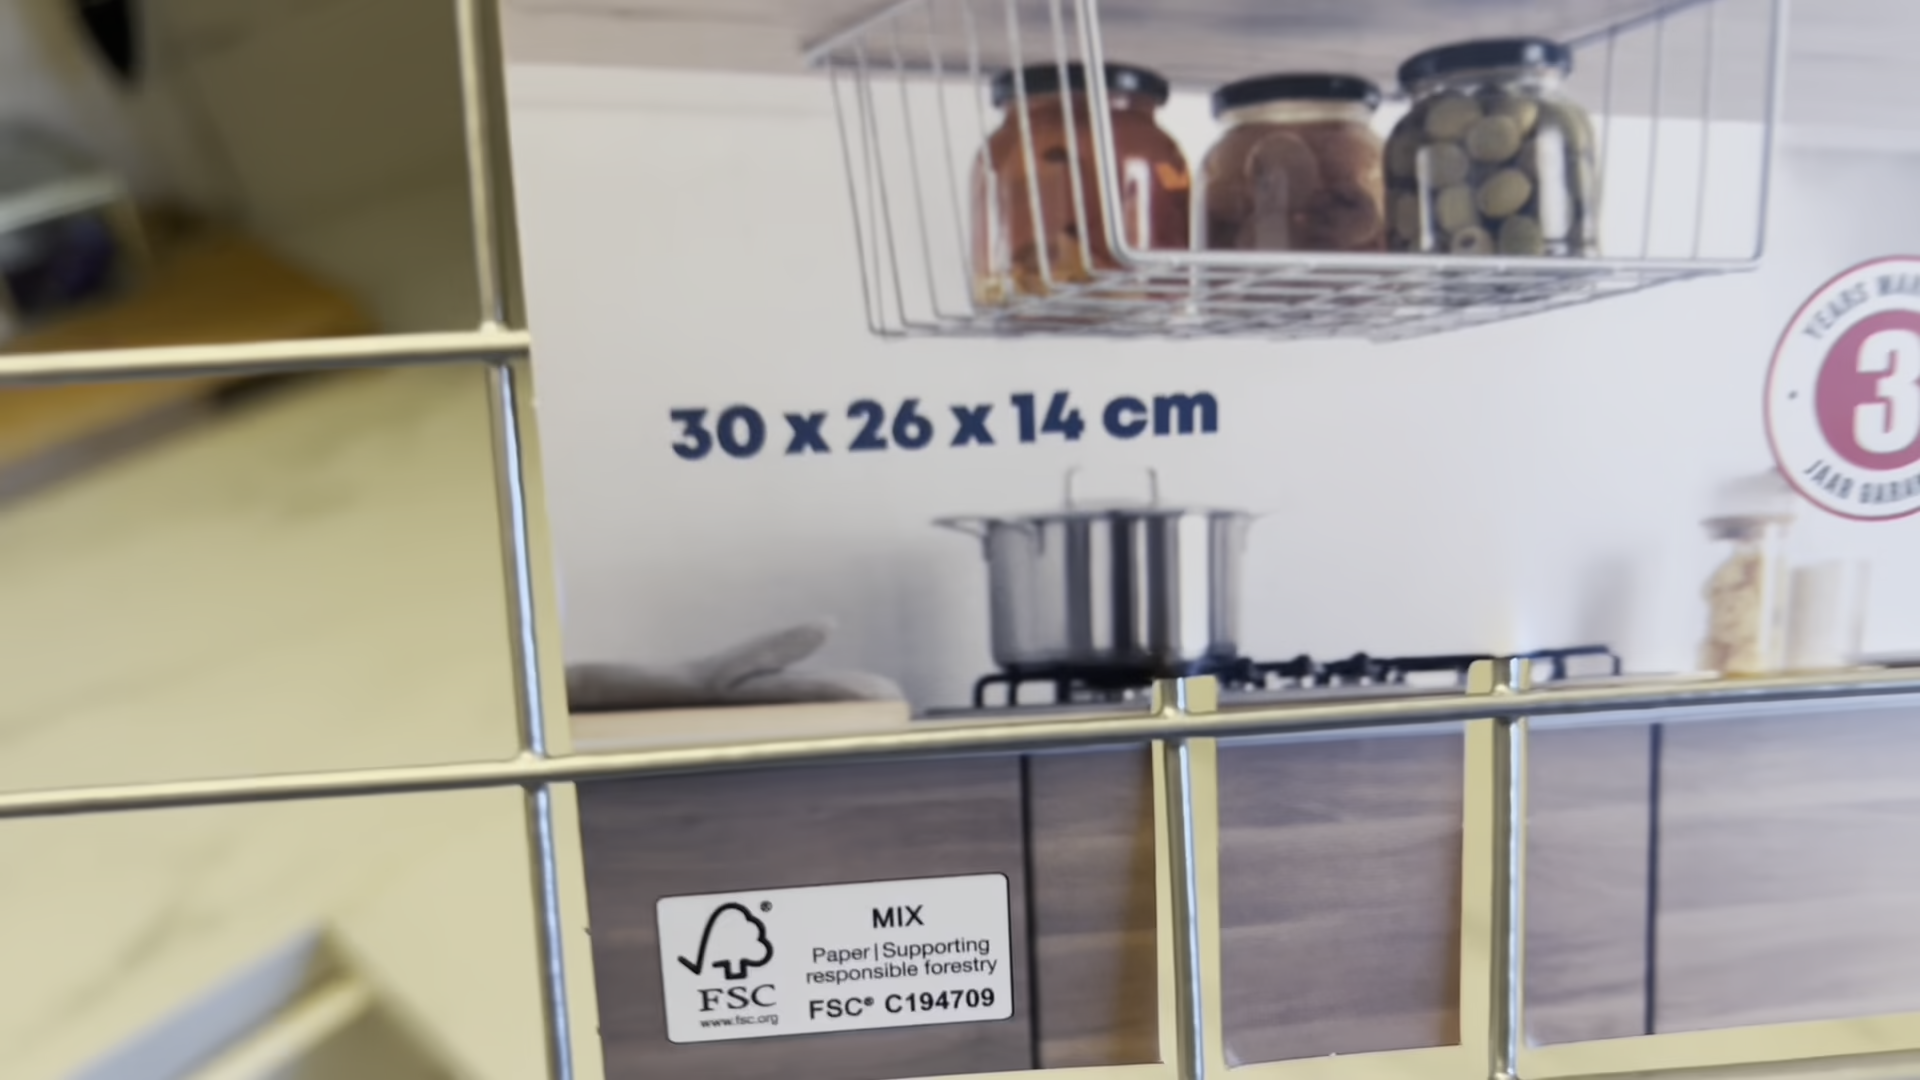 YEARS
3
JAAR
30 x 26 x 14 cm
MIX
Paper | Supporting
responsible forestry
FSC® C194709
FSC
www.fsc.org